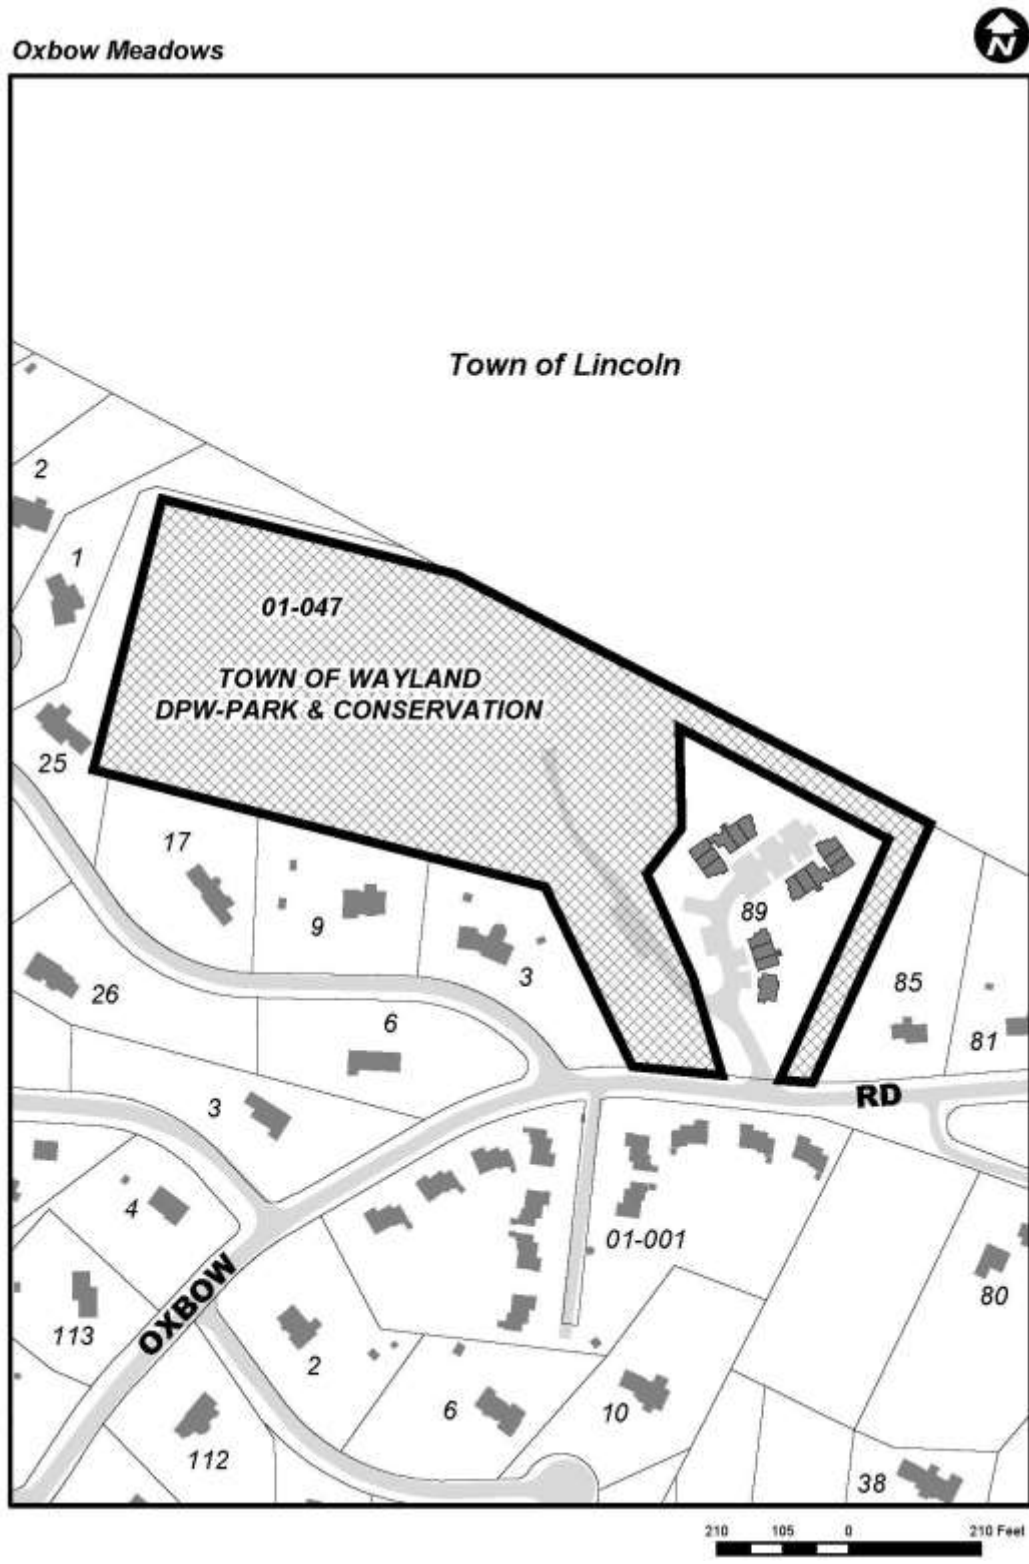 N
Oxbow Meadows
Town of Lincoln
2
1
01-047
TOWN OF WAYLAND
DPW-PARK & CONSERVATION
25
17
9
3
89
85
81
26
6
3
RD
4
01-001
OXBOW
113
2
80
6
10
112
38
210 105 0 210 Feet